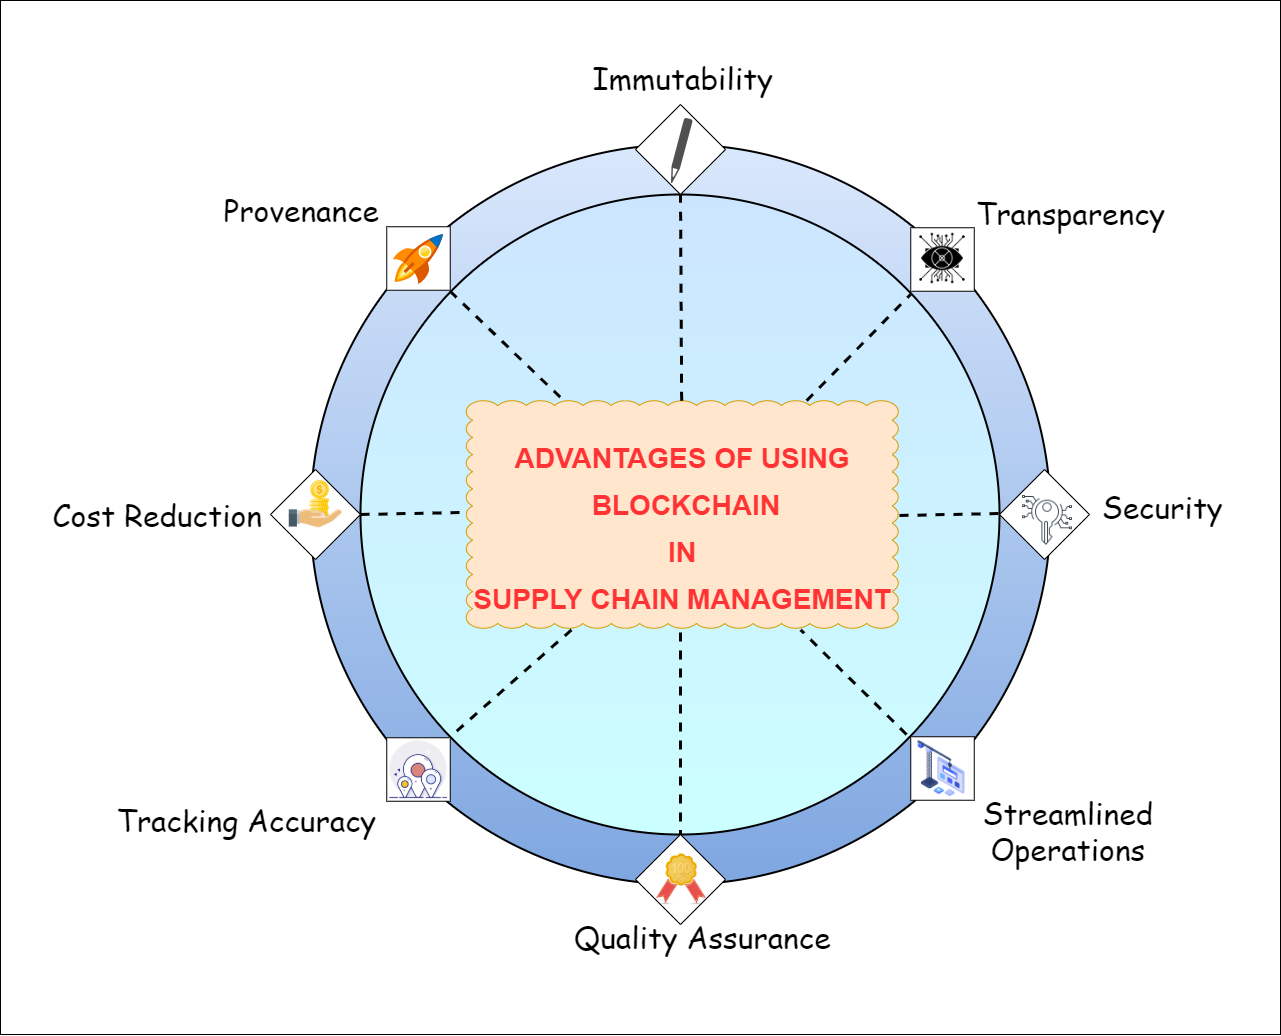 Immutability
Provenance
Transparency
ADVANTAGES OF USING
BLOCKCHAIN
IN
SUPPLY CHAIN MANAGEMENT
Cost Reduction
Security
Tracking Accuracy
Streamlined
Operations
100
Quality Assurance